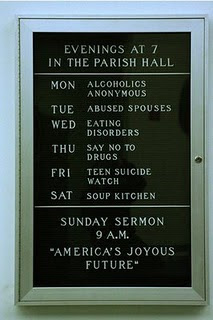 EVENINGS AT 7
IN THE PARISH HALL
MON ALCOHOLICS
ANONYMOUS
TUE ABUSED SPOUSES
WED EATING
DISORDERS
THU SAY NO TO
DRUGS
FRI TEEN SUICIDE
WATCH
SAT SOUP KITCHEN
SUNDAY SERMON
9 A.M.
"AMERICA'S JOYOUS
FUTURE"